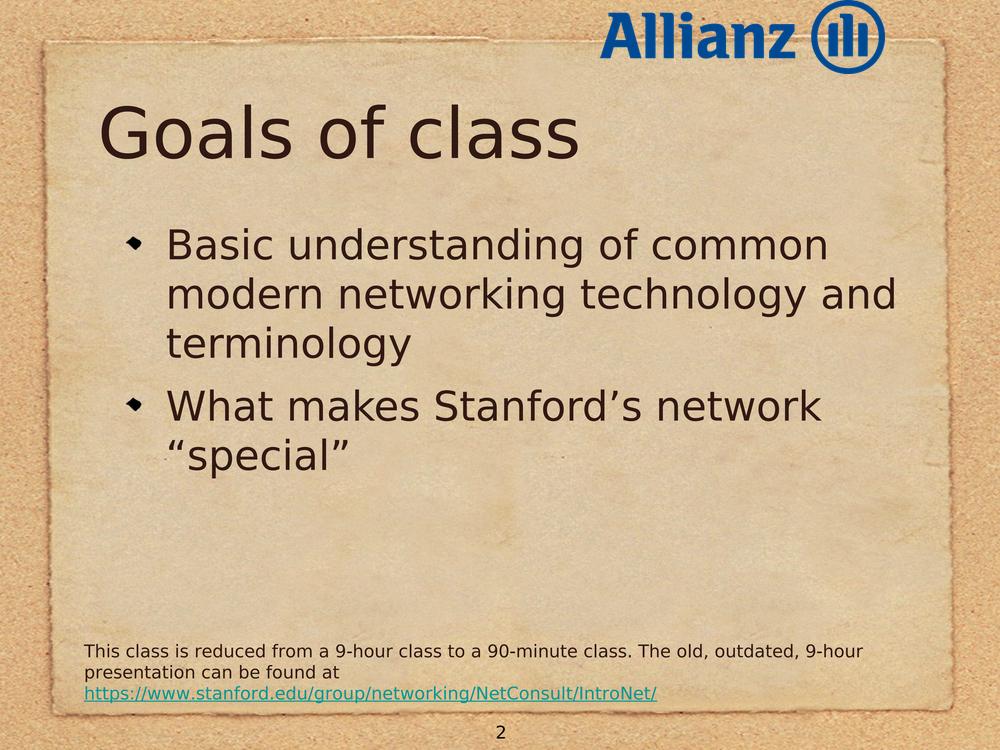 Allianz
Goals of class
Basic understanding of common
modern networking technology and
terminology
What makes Stanford’s network
“special”
This class is reduced from a 9-hour class to a 90-minute class. The old, outdated, 9-hour
presentation can be found at
https://www.stanford.edu/group/networking/NetConsult/IntroNet/
2